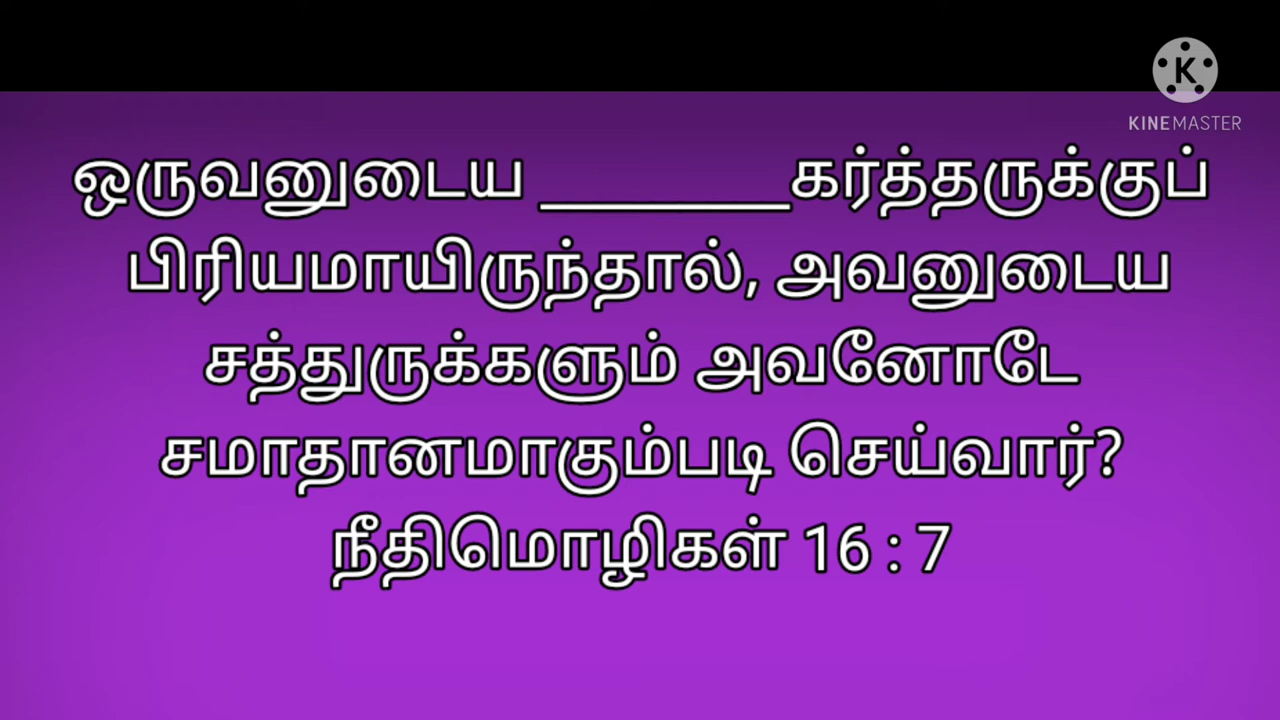 K
KINEMASTER
ஒருவனுடைய ________கர்த்தருக்குப்
பிரியமாயிருந்தால், அவனுடைய
சத்துருக்களும் அவனோடே
சமாதானமாகும்படி செய்வார்?
நீதிமொழிகள் 16 : 7